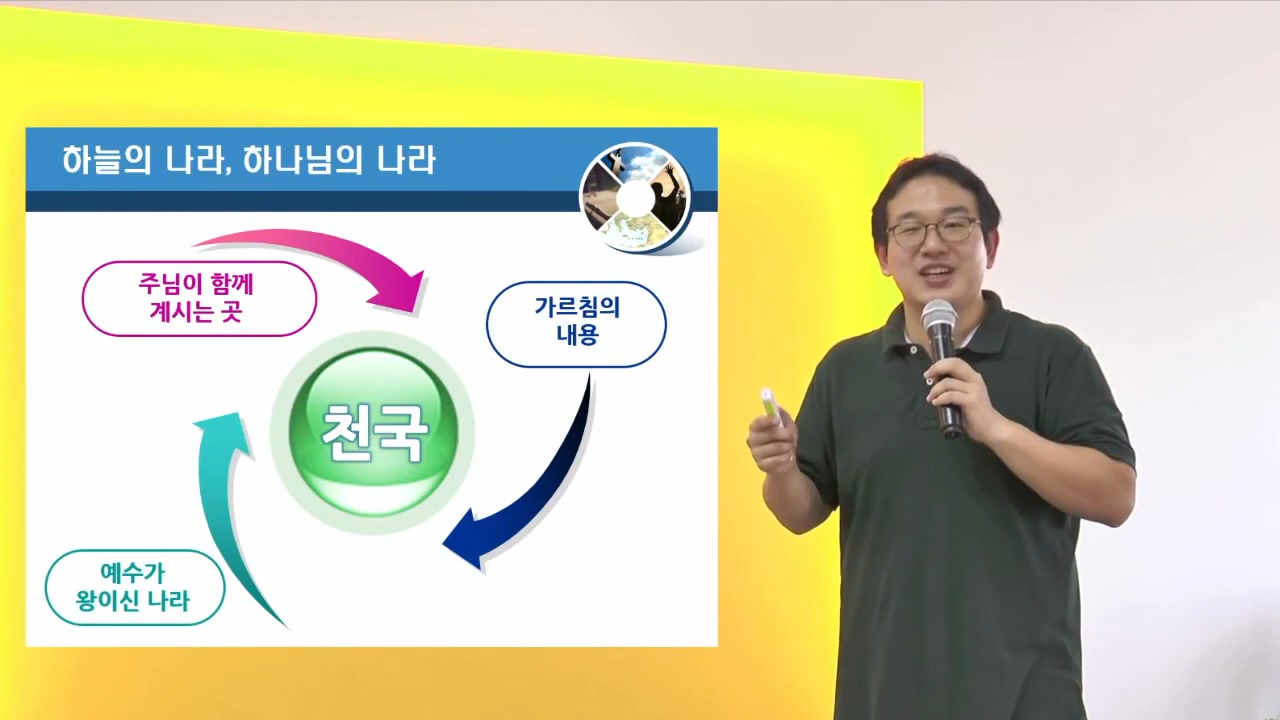 하늘의 나라, 하나님의 나라
주님이 함께
계시는 곳
가르침의
내용
천국
예수가
왕이신 나라